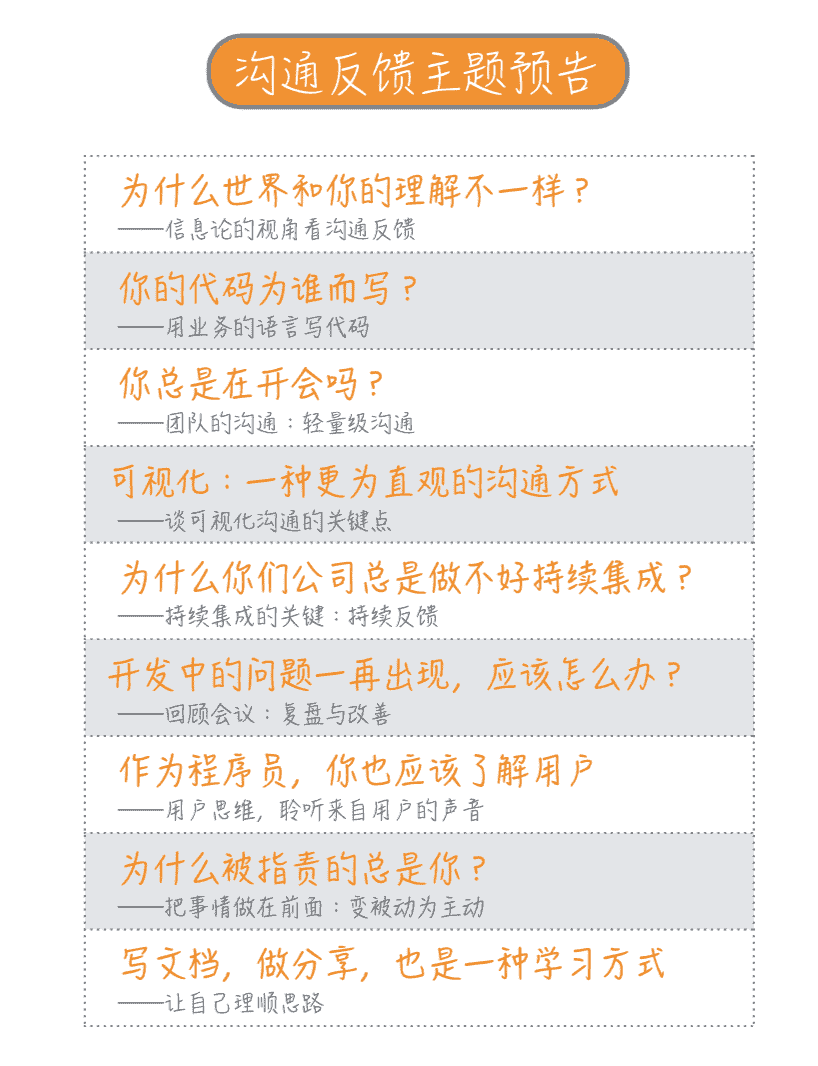 沟通反馈主题预告
为什么世界和你的理解不一样？
——信息论的视角看沟通反馈
你的代码为谁而写？
——用业务的语言写代码
你总是在开会吗？
——团队的沟通：轻量级沟通
可视化：一种更为直观的沟通方式
——谈可视化沟通的关键点
为什么你们公司总是做不好持续集成？
——持续集成的关键：持续反馈
开发中的问题一再出现，应该怎么办？
——回顾会议：复盘与改善
作为程序员，你也应该了解用户
——用户思维，聆听来自用户的声音
为什么被指责的总是你？
——把事情做在前面：变被动为主动
写文档，做分享，也是一种学习方式
——让自己理顺思路